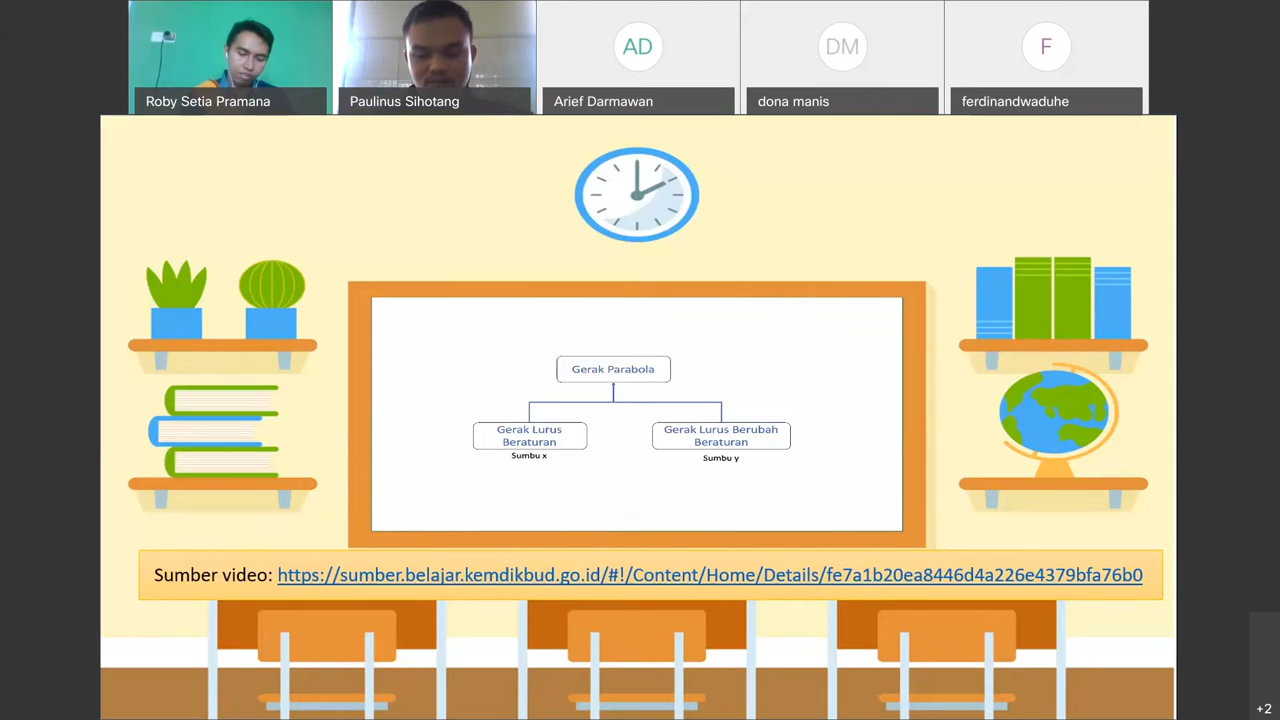 AD
DM
F
Roby Setia Pramana
Paulinus Sihotang
Arief Darmawan
dona manis
ferdinandwaduhe
Gerak Parabola
Gerak Lurus
Beraturan
Sumbu x
Gerak Lurus Berubah
Beraturan
Sumbu y
Sumber video: https://sumber.belajar.kemdikbud.go.id/#!/Content/Home/Details/fe7a1b20ea8446d4a226e4379bfa76b0
+2